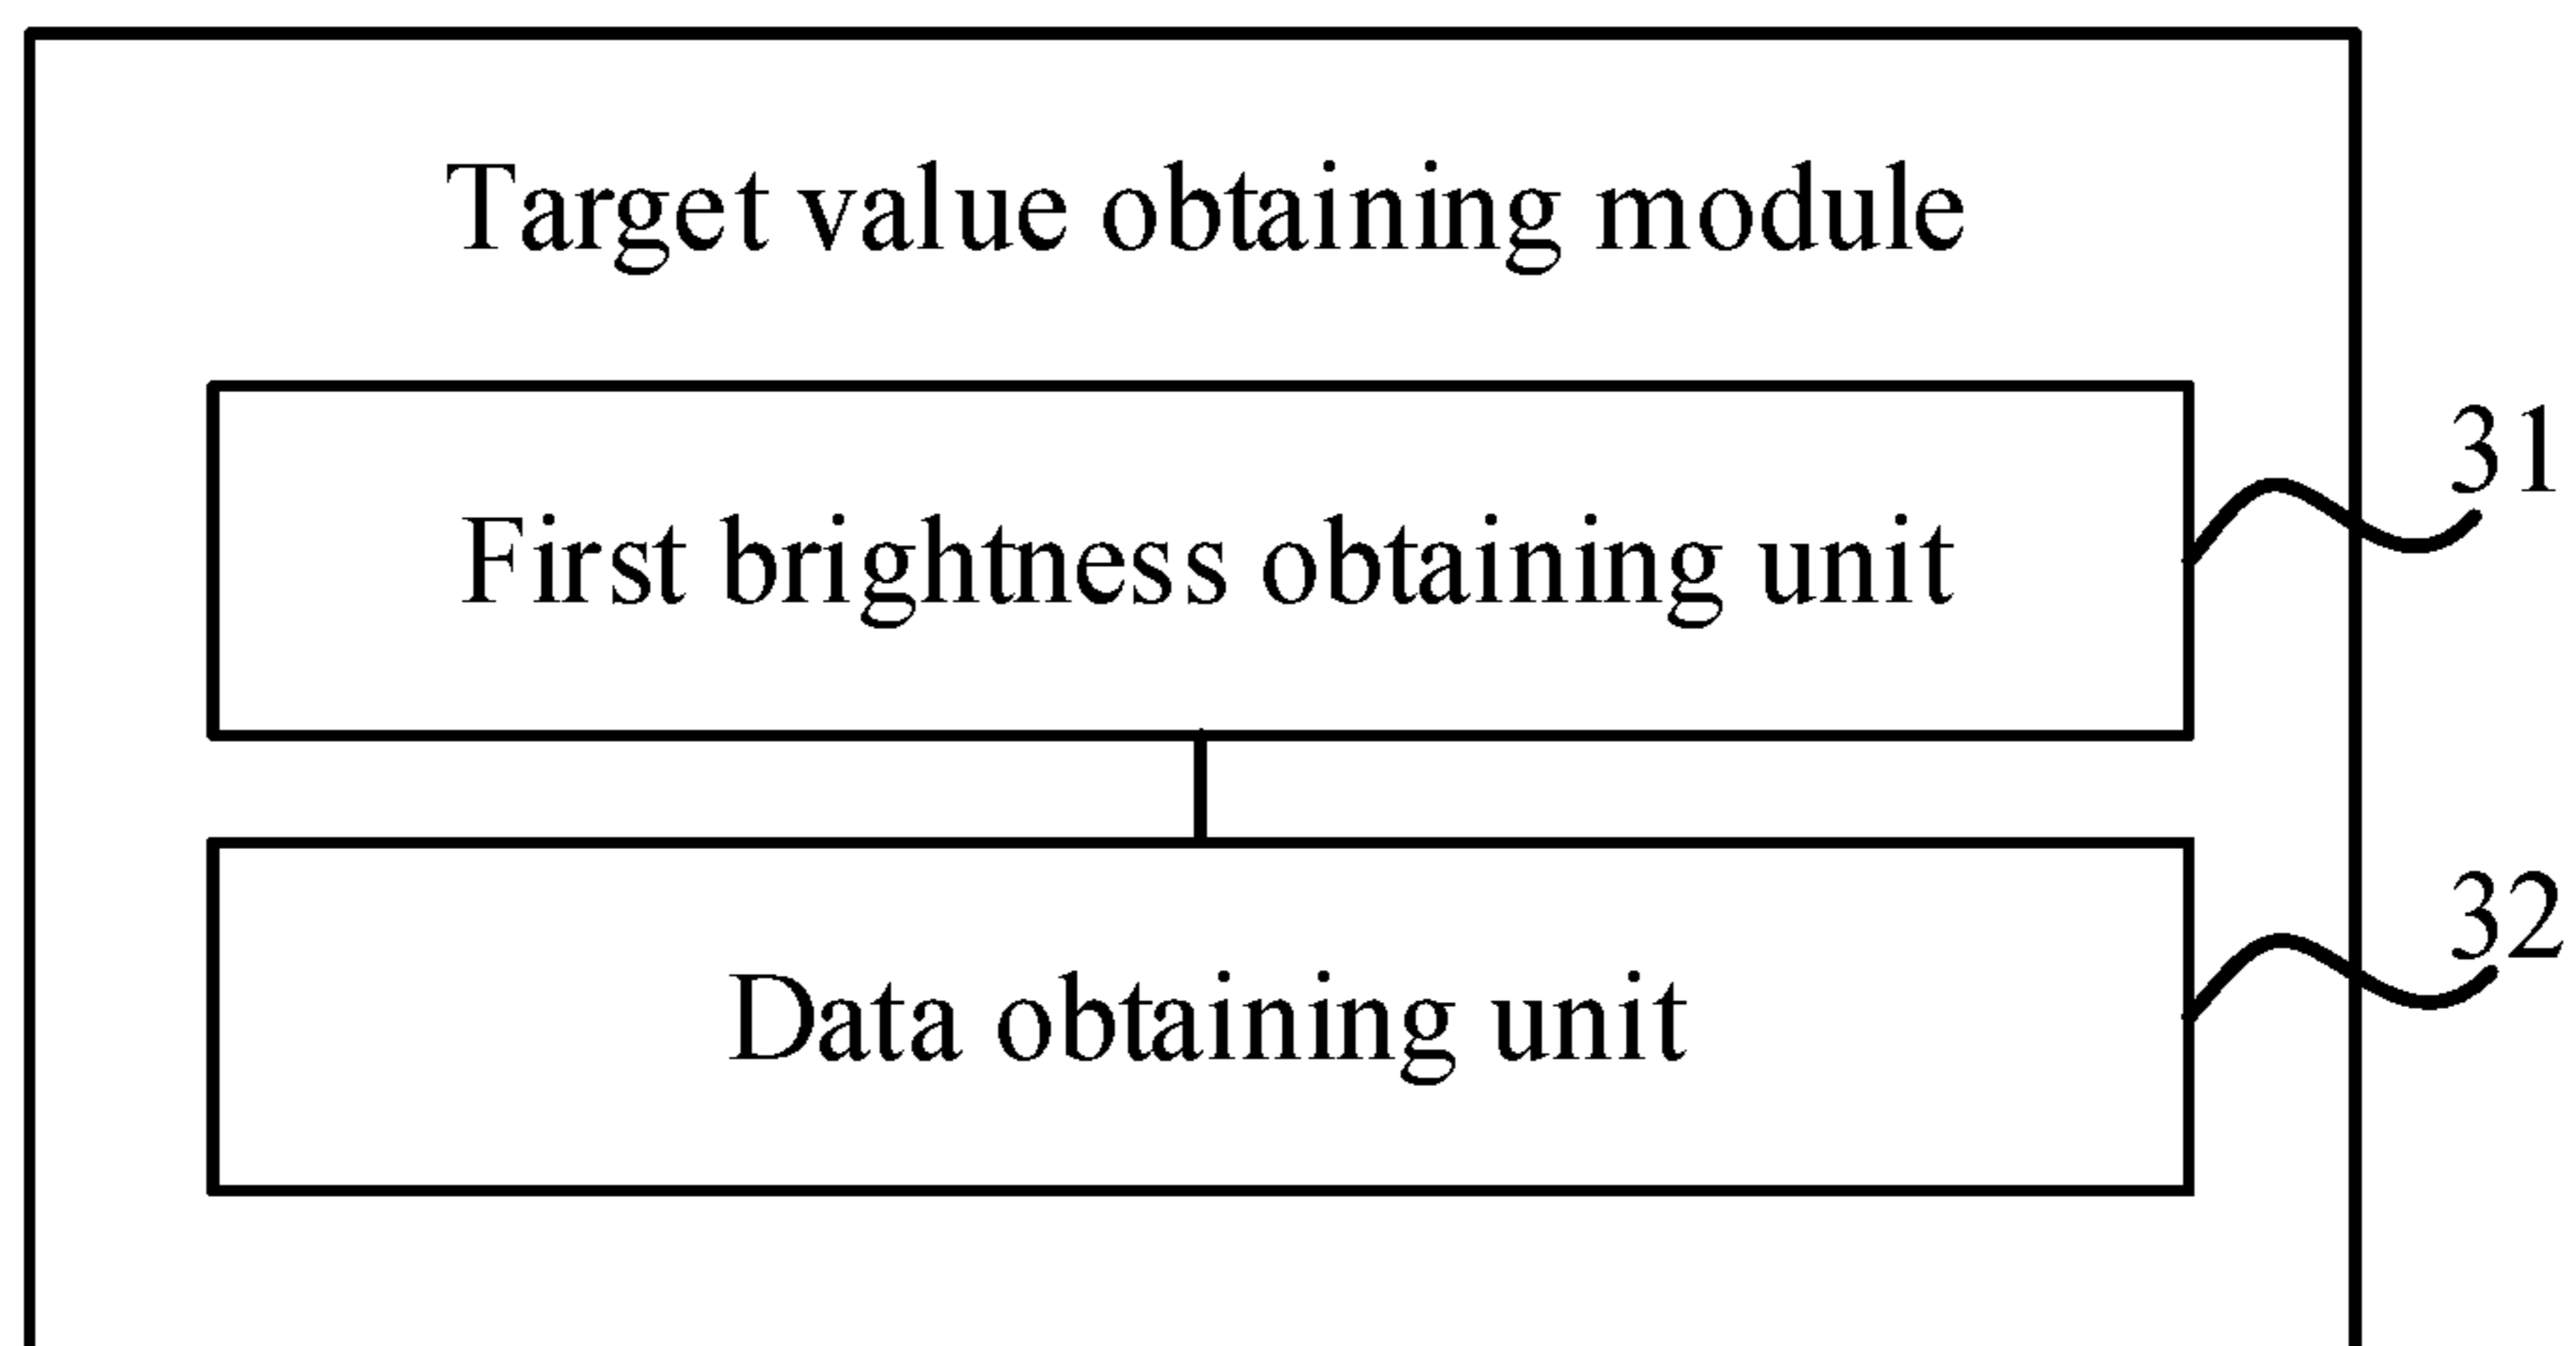 Target value obtaining module
31
First brightness obtaining unit
32
Data obtaining unit